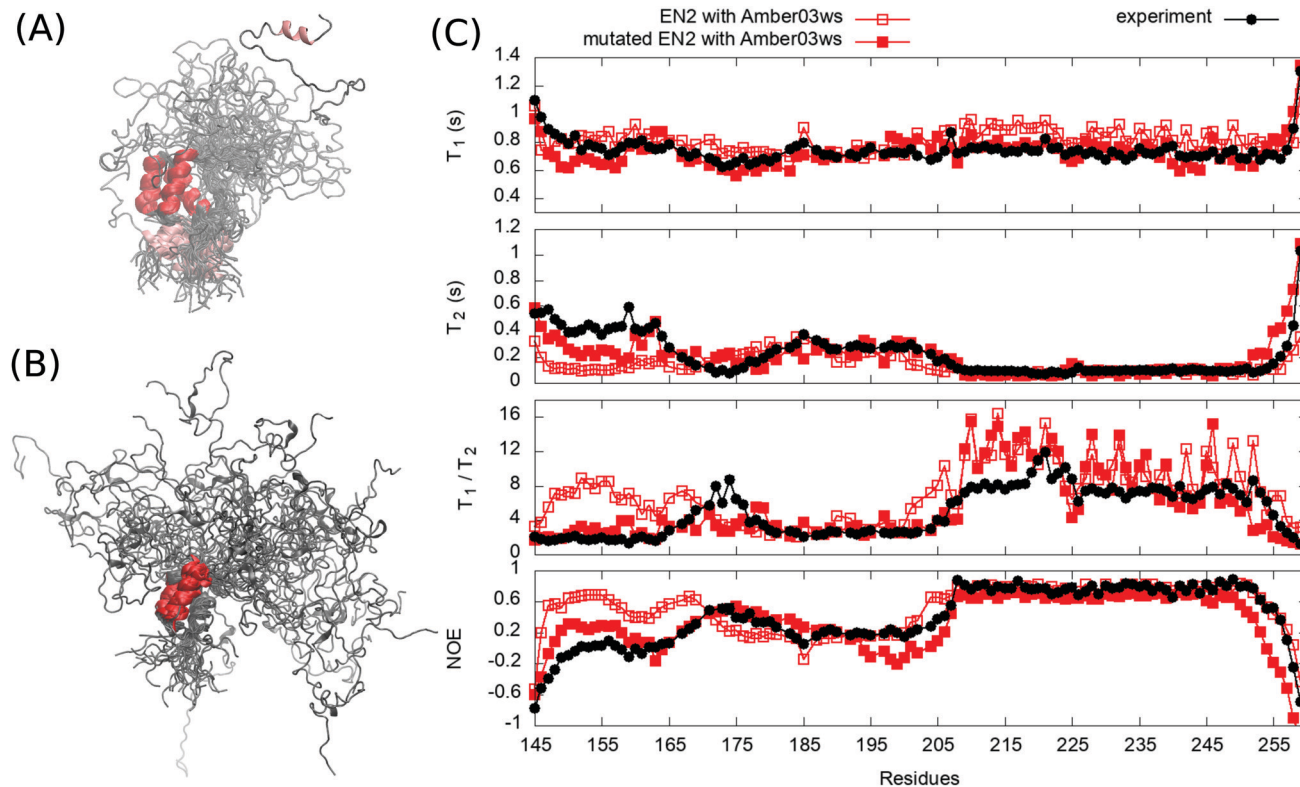 (A)
(B)
(C)
EN2 with Amber03ws
mutated EN2 with Amber03ws
experiment
T1 (s)
1.4
1.2
1
0.8
0.6
0.4
T2 (s)
1.2
1
0.8
0.6
0.4
0.2
0
T1 / T2
16
12
8
4
0
NOE
1
0.6
0.2
-0.2
-0.6
-1
145 155 165 175 185 195 205 215 225 235 245 255
Residues